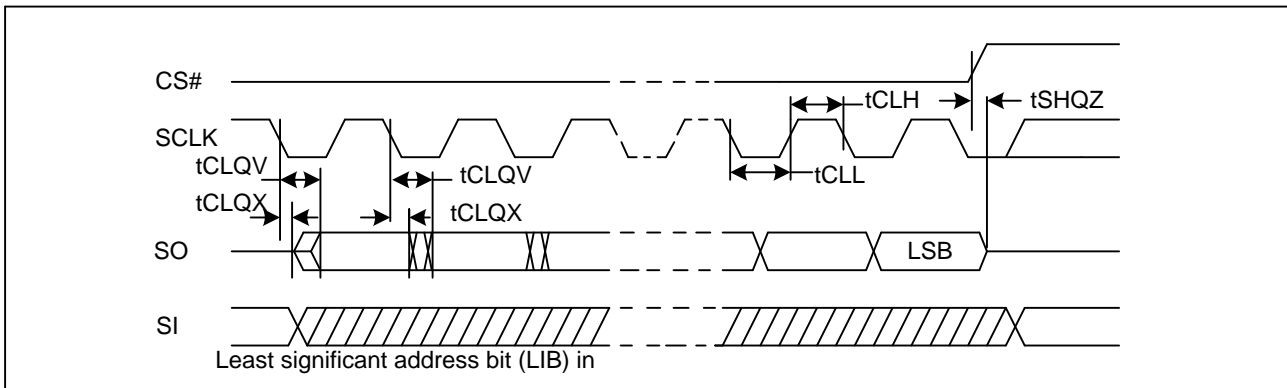 CS#
tCLH
tSHQZ
SCLK
tCLQV
tCLQV
tCLL
tCLQX
tCLQX
SO
LSB
SI
Least significant address bit (LIB) in